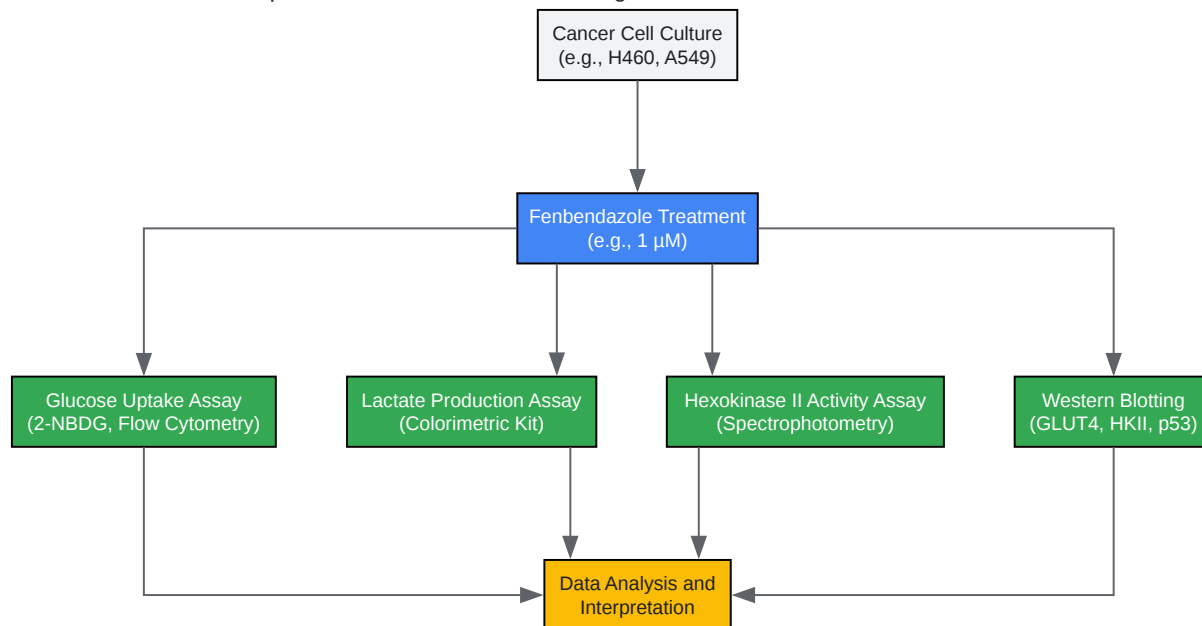 Cancer Cell Culture
(e.g., H460, A549)
Fenbendazole Treatment
(e.g., 1 µM)
Glucose Uptake Assay
(2-NBDG, Flow Cytometry)
Lactate Production Assay
(Colorimetric Kit)
Hexokinase II Activity Assay
(Spectrophotometry)
Western Blotting
(GLUT4, HKII, p53)
Data Analysis and
Interpretation